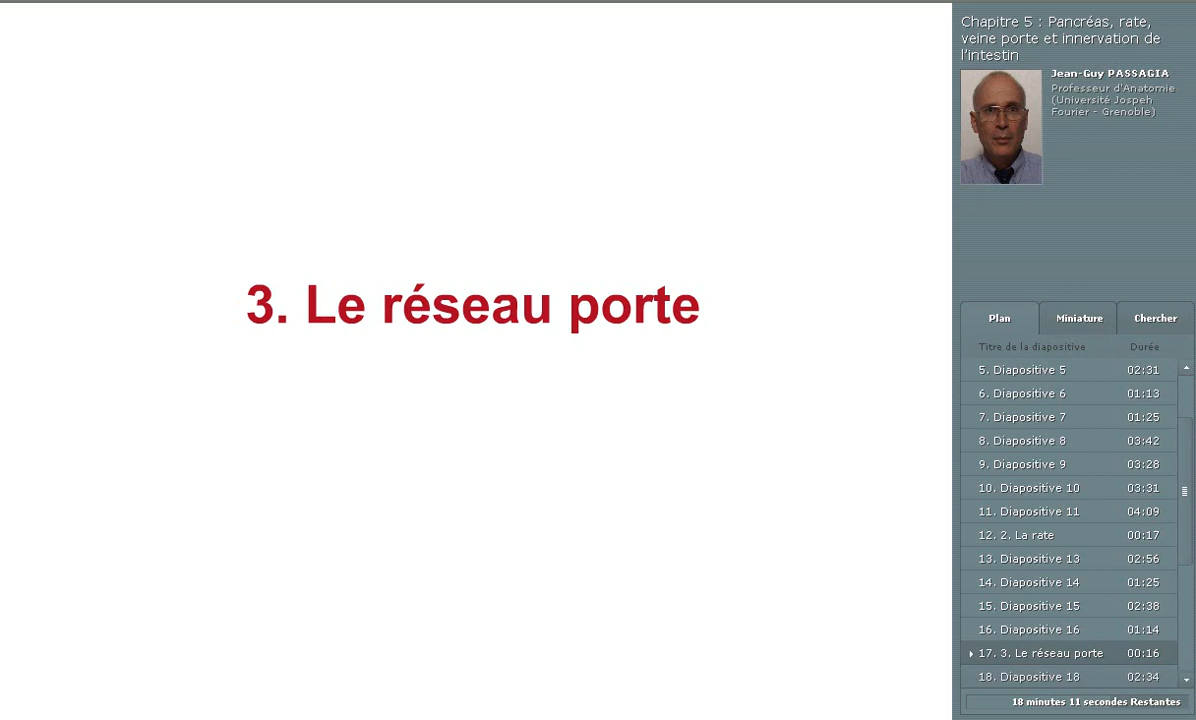 Chapitre 5 : Pancréas, rate,
veine porte et innervation de
l'intestin
Jean-Guy PASSAGIA
Professeur d'Anatomie
(Université Jospeh
Fourier - Grenoble)
3. Le réseau porte
Plan Miniature Chercher
Titre de la diapositive Durée
5. Diapositive 5 02:31
6. Diapositive 6 01:13
7. Diapositive 7 01:25
8. Diapositive 8 03:42
9. Diapositive 9 03:28
10. Diapositive 10 03:31
11. Diapositive 11 04:09
12. 2. La rate 00:17
13. Diapositive 13 02:56
14. Diapositive 14 01:25
15. Diapositive 15 02:38
16. Diapositive 16 01:14
17. 3. Le réseau porte 00:16
18. Diapositive 18 02:34
18 minutes 11 secondes Restantes